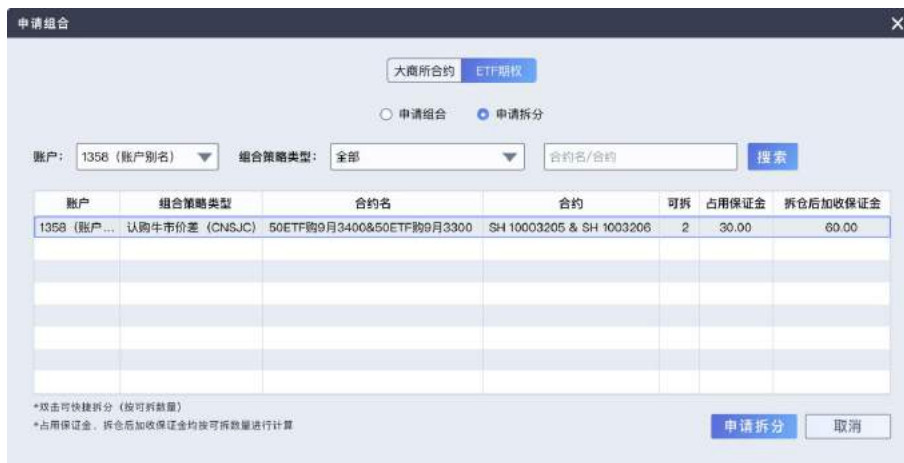 申请组合
大商所合约 ETF期权
申请组合 申请拆分
账户: 1358 (账户别名) 组合策略类型: 全部 合约名/合约 搜索
账户 组合策略类型 合约名 合约 可拆 占用保证金 拆仓后加收保证金
1358 (账户... 认购牛市价差 (CNSJC) 50ETF购9月3400&50ETF购9月3300 SH 10003205 & SH 1003206 2 30.00 60.00
*双击可快捷拆分 (按可拆数量)
*占用保证金、拆仓后加收保证金均按可拆数量进行计算
申请拆分 取消